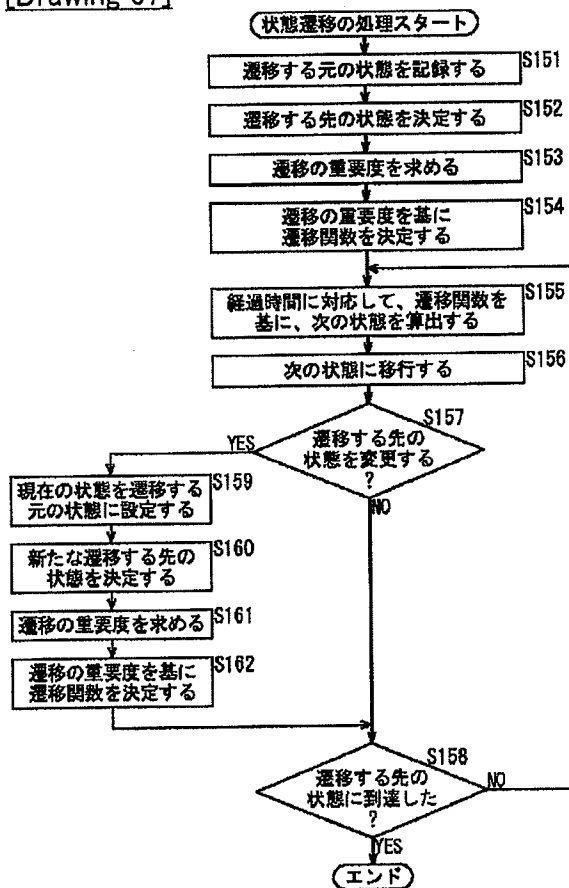 状態遷移の処理スタート
遷移する元の状態を記録する
S151
遷移する先の状態を決定する
S152
遷移の重要度を求める
S153
遷移の重要度を基に
遷移関数を決定する
S154
経過時間に対応して、遷移関数を
基に、次の状態を算出する
S155
次の状態に移行する
S156
遷移する先の
状態を変更する
?
S157
YES
NO
現在の状態を遷移する
元の状態に設定する
S159
新たな遷移する先の
状態を決定する
S160
遷移の重要度を求める
S161
遷移の重要度を基に
遷移関数を決定する
S162
遷移する先の
状態に到達した
?
S158
NO
YES
エンド